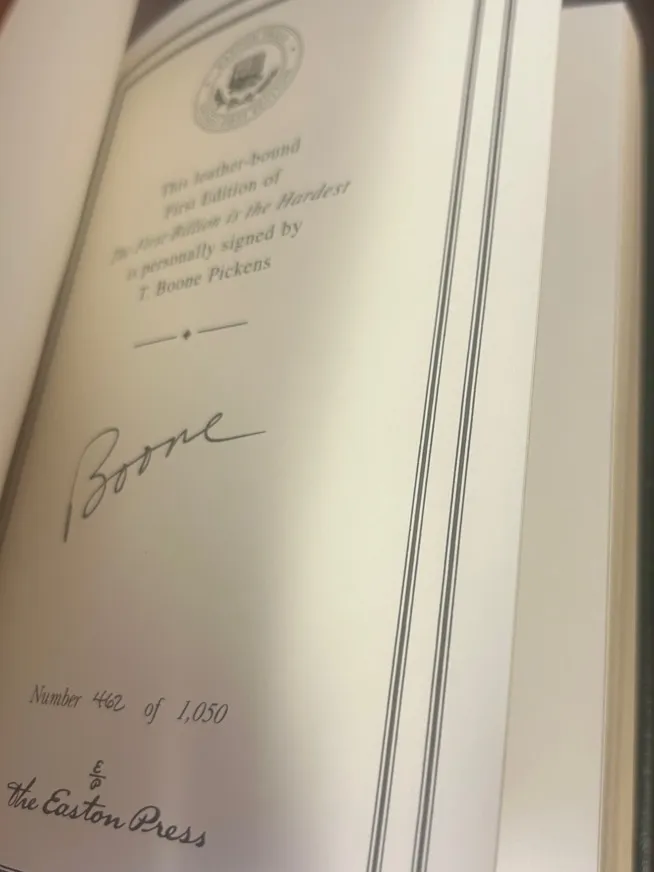 This leather-bound
First Edition of
The First Billion is the Hardest
is personally signed by
T. Boone Pickens
Boone
Number 462 of 1,050
E
P
the Easton Press